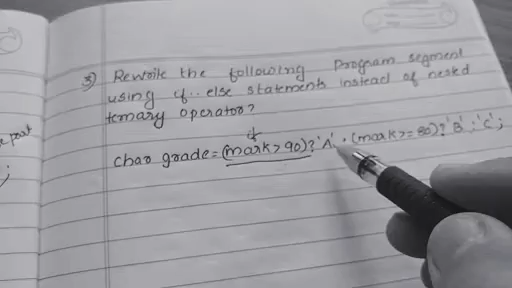 3) Rewrite the following Program segment
using if.. else statements instead of nested
ternary operator?
if
char grade = (mark > 90) ? 'A' : (mark >= 80) ? 'B' : 'C' ;